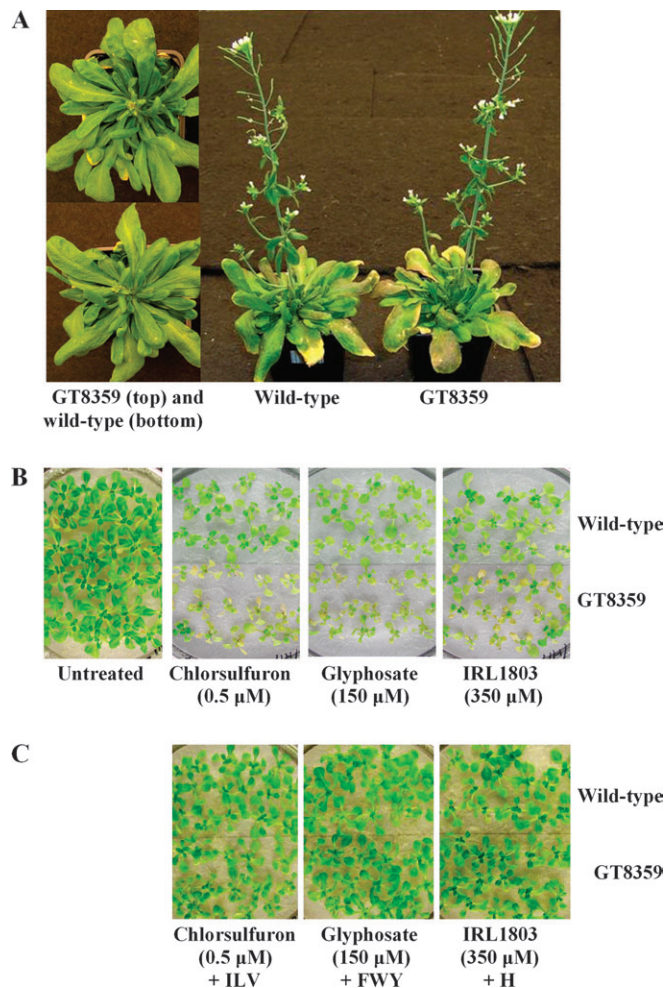 A
GT8359 (top) and
wild-type (bottom)
Wild-type
GT8359
B
Wild-type
GT8359
Untreated
Chlorsulfuron
(0.5 µM)
Glyphosate
(150 µM)
IRL1803
(350 µM)
C
Wild-type
GT8359
Chlorsulfuron
(0.5 µM)
+ ILV
Glyphosate
(150 µM)
+ FWY
IRL1803
(350 µM)
+ H